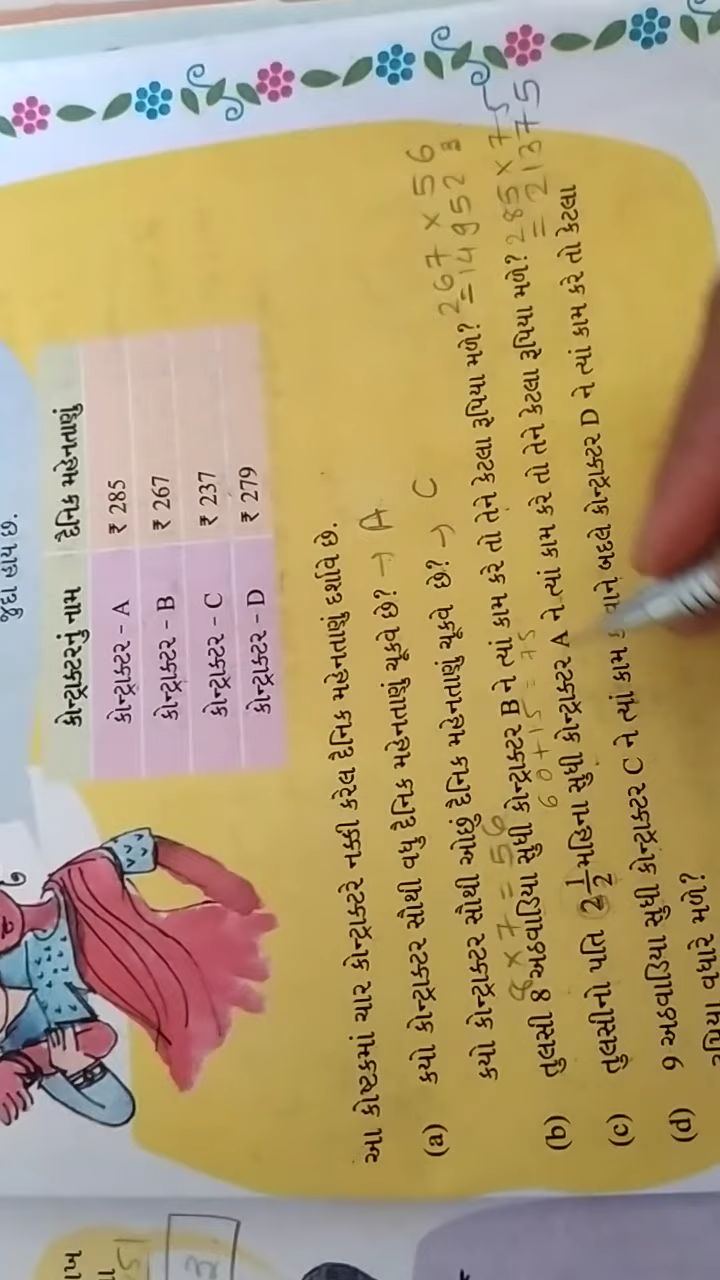 જુદા હોય છે.
કોન્ટ્રાક્ટરનું નામ દૈનિક મહેનતાણું
કોન્ટ્રાક્ટર - A ₹ 285
કોન્ટ્રાક્ટર - B ₹ 267
કોન્ટ્રાક્ટર - C ₹ 237
કોન્ટ્રાક્ટર - D ₹ 279
આ કોષ્ટકમાં ચાર કોન્ટ્રાક્ટરે નક્કી કરેલ દૈનિક મહેનતાણું દર્શાવે છે.
(a) કયો કોન્ટ્રાક્ટર સૌથી વધુ દૈનિક મહેનતાણું ચૂકવે છે? → A
કયો કોન્ટ્રાક્ટર સૌથી ઓછું દૈનિક મહેનતાણું ચૂકવે છે? → C
8 × 7 = 56
267 × 56
= 14952
(b) તુલસી 8 અઠવાડિયા સુધી કોન્ટ્રાક્ટર B ને ત્યાં કામ કરે તો તેને કેટલા રૂપિયા મળે?
60 + 15 = 75
285 × 75
= 21375
(c) તુલસીનો પતિ 2 1/2 મહિના સુધી કોન્ટ્રાક્ટર A ને ત્યાં કામ કરે તો તેને કેટલા રૂપિયા મળે?
(d) 9 અઠવાડિયા સુધી કોન્ટ્રાક્ટર C ને ત્યાં કામ બદલે કોન્ટ્રાક્ટર D ને ત્યાં કામ કરે તો કેટલા
રૂપિયા વધારે મળે?